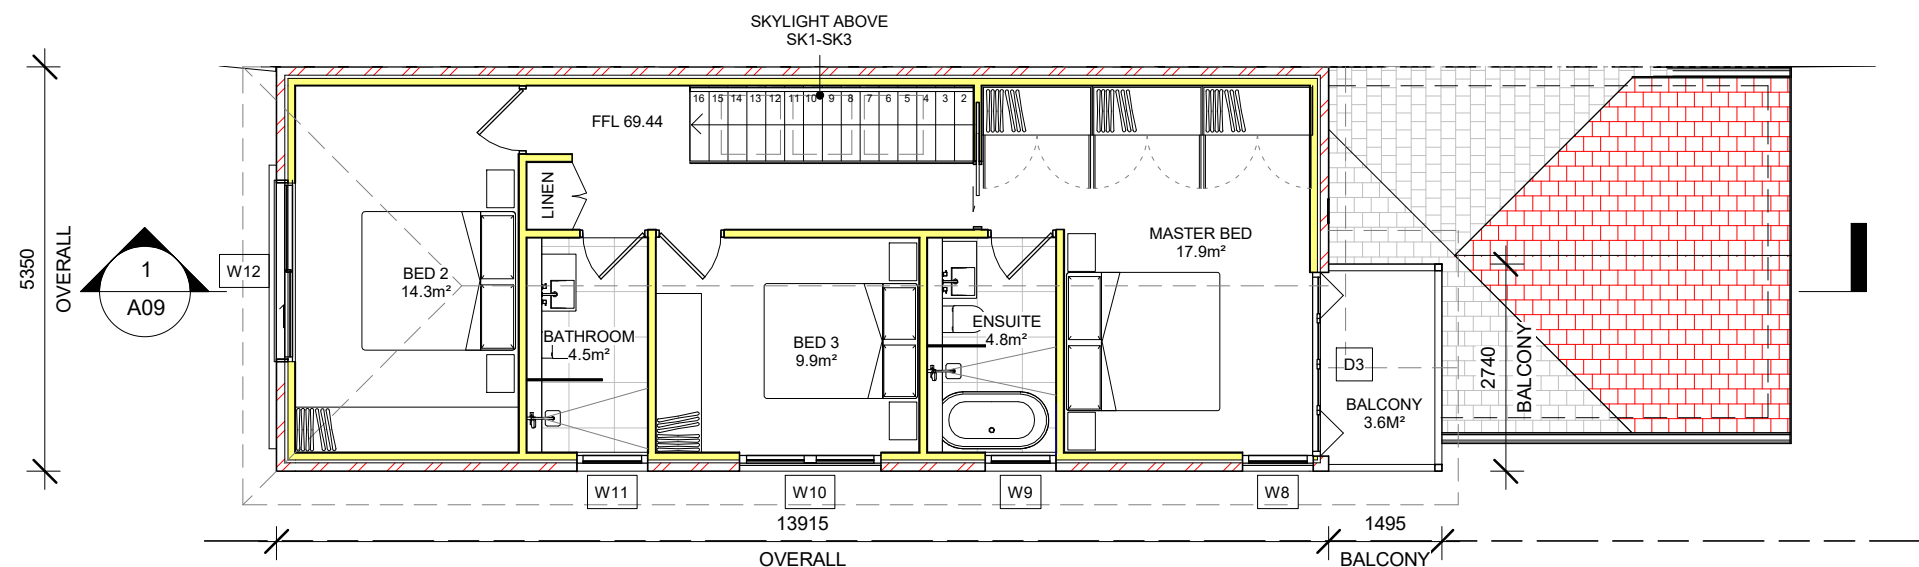 SKYLIGHT ABOVE
SK1-SK3
16 15 14 13 12 11 10 9 8 7 6 5 4 3 2
FFL 69.44
LINEN
5350
OVERALL
1
A09
W12
BED 2
14.3m²
BATHROOM
4.5m²
BED 3
9.9m²
ENSUITE
4.8m²
MASTER BED
17.9m²
D3
BALCONY
3.6M²
2740
BALCONY
W11
W10
W9
W8
13915
OVERALL
1495
BALCONY